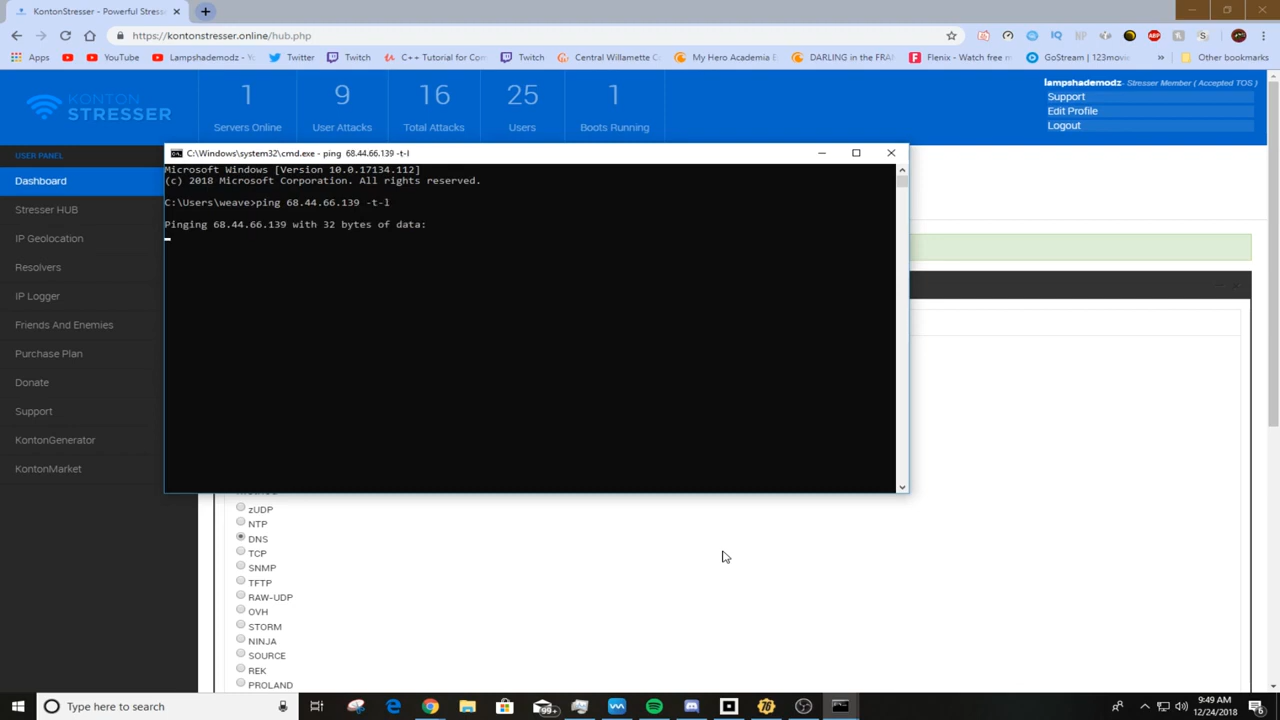 KontonStresser - Powerful Stress
https://kontonstresser.online/hub.php
Apps
YouTube
Lampshademodz - Y
Twitter
Twitch
C++ Tutorial for Com
Twitch
Central Willamette C
My Hero Academia E
DARLING in the FRA
Flenix - Watch free m
GoStream | 123movie
»
Other bookmarks
KONTON
STRESSER
1
Servers Online
9
User Attacks
16
Total Attacks
25
Users
1
Boots Running
lampshademodz - Stresser Member ( Accepted TOS )
Support
Edit Profile
Logout
USER PANEL
Dashboard
Stresser HUB
IP Geolocation
Resolvers
IP Logger
Friends And Enemies
Purchase Plan
Donate
Support
KontonGenerator
KontonMarket
C:\Windows\system32\cmd.exe - ping 68.44.66.139 -t-l
Microsoft Windows [Version 10.0.17134.112]
(c) 2018 Microsoft Corporation. All rights reserved.
C:\Users\weave>ping 68.44.66.139 -t-l
Pinging 68.44.66.139 with 32 bytes of data:
zUDP
NTP
DNS
TCP
SNMP
TFTP
RAW-UDP
OVH
STORM
NINJA
SOURCE
REK
PROLAND
Type here to search
99+
76
9:49 AM
12/24/2018
6